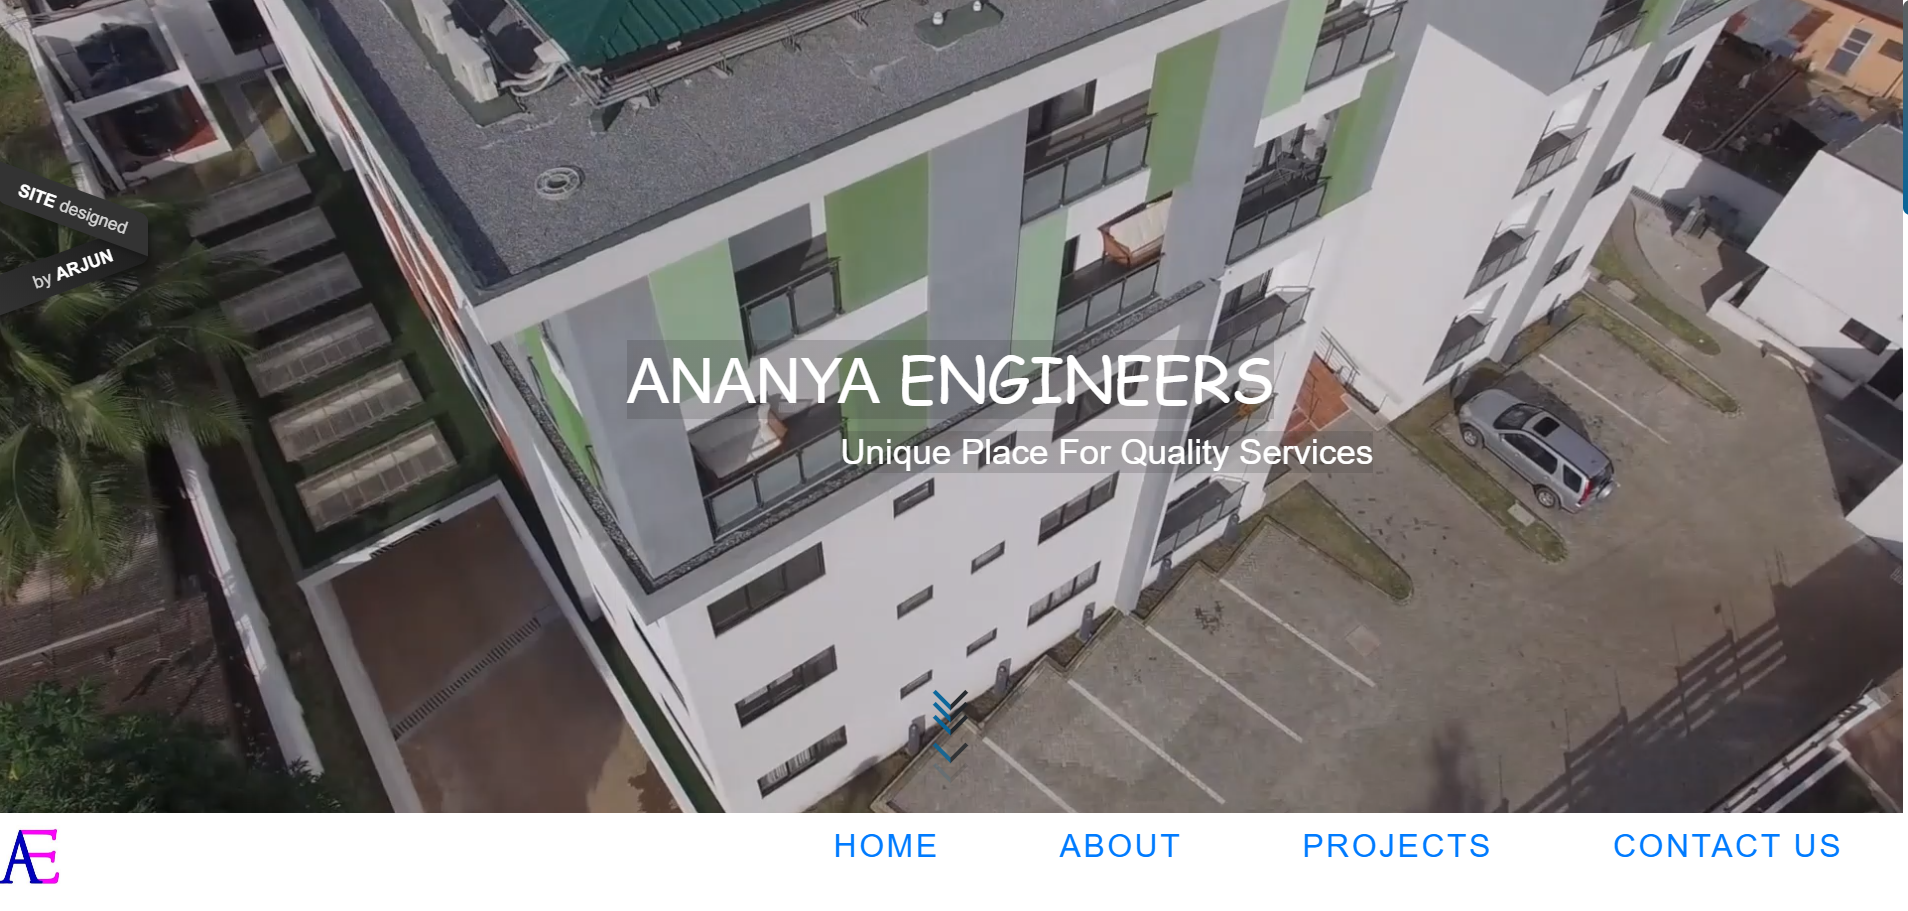 SITE designed
by ARJUN
ANANYA ENGINEERS
Unique Place For Quality Services
AE
HOME ABOUT PROJECTS CONTACT US